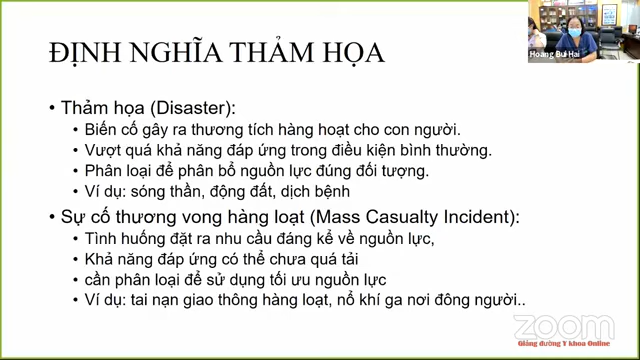 Hoang Bui Hai
ĐỊNH NGHĨA THẢM HỌA
• Thảm họa (Disaster):
• Biến cố gây ra thương tích hàng hoạt cho con người.
• Vượt quá khả năng đáp ứng trong điều kiện bình thường.
• Phân loại để phân bổ nguồn lực đúng đối tượng.
• Ví dụ: sóng thần, động đất, dịch bệnh
• Sự cố thương vong hàng loạt (Mass Casualty Incident):
• Tình huống đặt ra nhu cầu đáng kể về nguồn lực,
• Khả năng đáp ứng có thể chưa quá tải
• cần phân loại để sử dụng tối ưu nguồn lực
• Ví dụ: tai nạn giao thông hàng loạt, nổ khí ga nơi đông người..
zoom
Giảng đường Y khoa Online